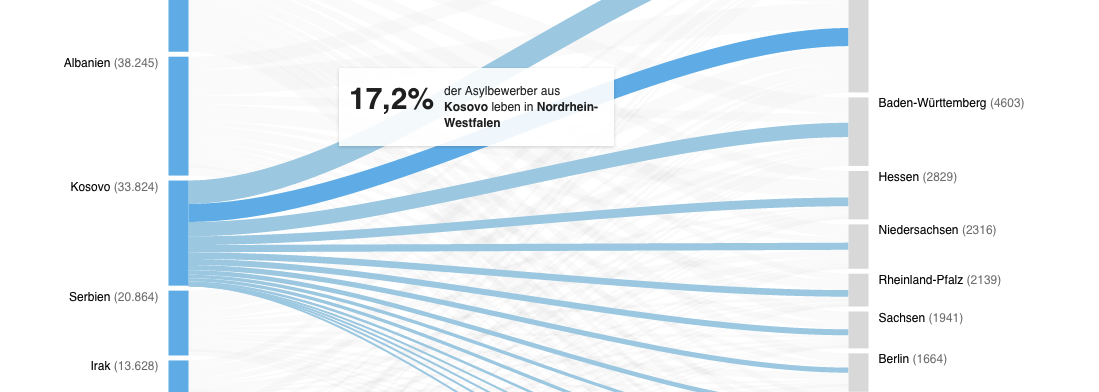 Albanien (38.245)
17,2%
der Asylbewerber aus
Kosovo leben in Nordrhein-
Westfalen
Baden-Württemberg (4603)
Kosovo (33.824)
Hessen (2829)
Niedersachsen (2316)
Rheinland-Pfalz (2139)
Serbien (20.864)
Sachsen (1941)
Berlin (1664)
Irak (13.628)